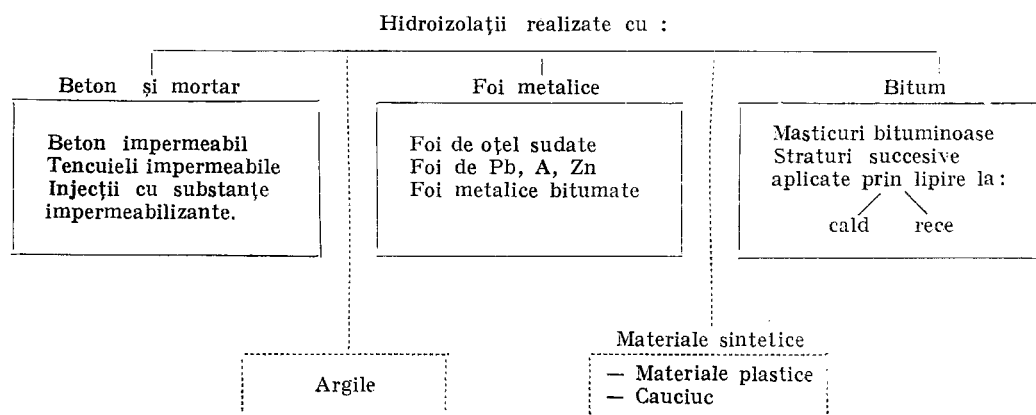 Hidroizolații realizate cu :
Beton și mortar
Beton impermeabil
Tencuieli impermeabile
Injecții cu substanțe
impermeabilizante.
Foi metalice
Foi de oțel sudate
Foi de Pb, A, Zn
Foi metalice bitumate
Bitum
Masticuri bituminoase
Straturi succesive
aplicate prin lipire la :
cald rece
Argile
Materiale sintetice
— Materiale plastice
— Cauciuc